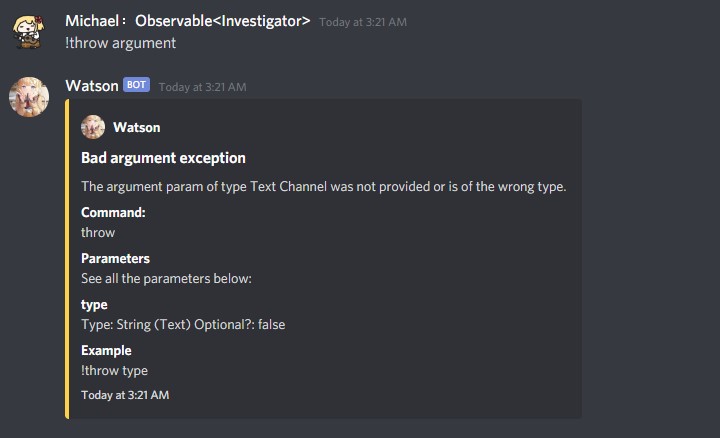 Michael: Observable<Investigator> Today at 3:21 AM
!throw argument
Watson BOT Today at 3:21 AM
Watson
Bad argument exception
The argument param of type Text Channel was not provided or is of the wrong type.
Command:
throw
Parameters
See all the parameters below:
type
Type: String (Text) Optional?: false
Example
!throw type
Today at 3:21 AM